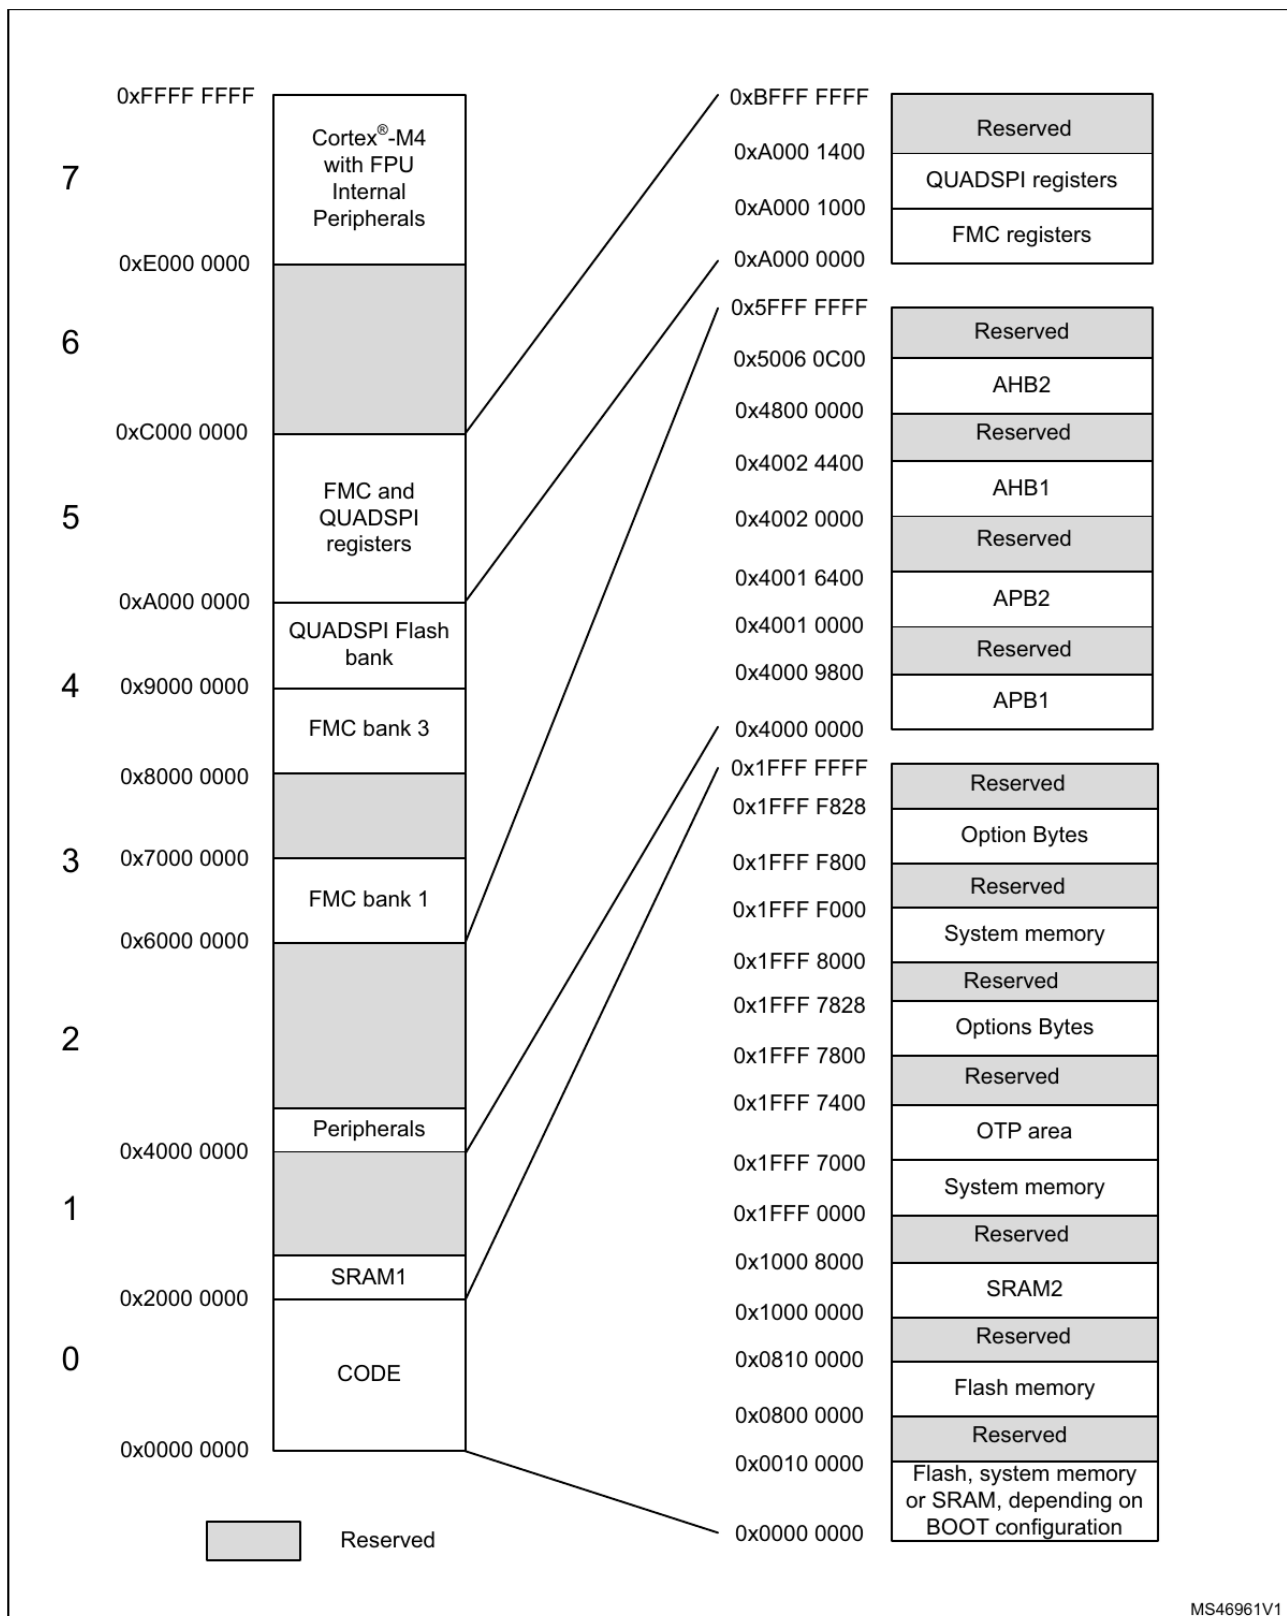 0xFFFF FFFF
Cortex®-M4
with FPU
Internal
Peripherals
7
0xE000 0000
6
0xC000 0000
FMC and
QUADSPI
registers
5
0xA000 0000
QUADSPI Flash
bank
4
0x9000 0000
FMC bank 3
0x8000 0000
3
0x7000 0000
FMC bank 1
0x6000 0000
2
Peripherals
0x4000 0000
1
SRAM1
0x2000 0000
0
CODE
0x0000 0000
Reserved
0xBFFF FFFF
Reserved
0xA000 1400
QUADSPI registers
0xA000 1000
FMC registers
0xA000 0000
0x5FFF FFFF
Reserved
0x5006 0C00
AHB2
0x4800 0000
Reserved
0x4002 4400
AHB1
0x4002 0000
Reserved
0x4001 6400
APB2
0x4001 0000
Reserved
0x4000 9800
APB1
0x4000 0000
0x1FFF FFFF
Reserved
0x1FFF F828
Option Bytes
0x1FFF F800
Reserved
0x1FFF F000
System memory
0x1FFF 8000
Reserved
0x1FFF 7828
Options Bytes
0x1FFF 7800
Reserved
0x1FFF 7400
OTP area
0x1FFF 7000
System memory
0x1FFF 0000
Reserved
0x1000 8000
SRAM2
0x1000 0000
Reserved
0x0810 0000
Flash memory
0x0800 0000
Reserved
0x0010 0000
Flash, system memory
or SRAM, depending on
BOOT configuration
0x0000 0000
MS46961V1